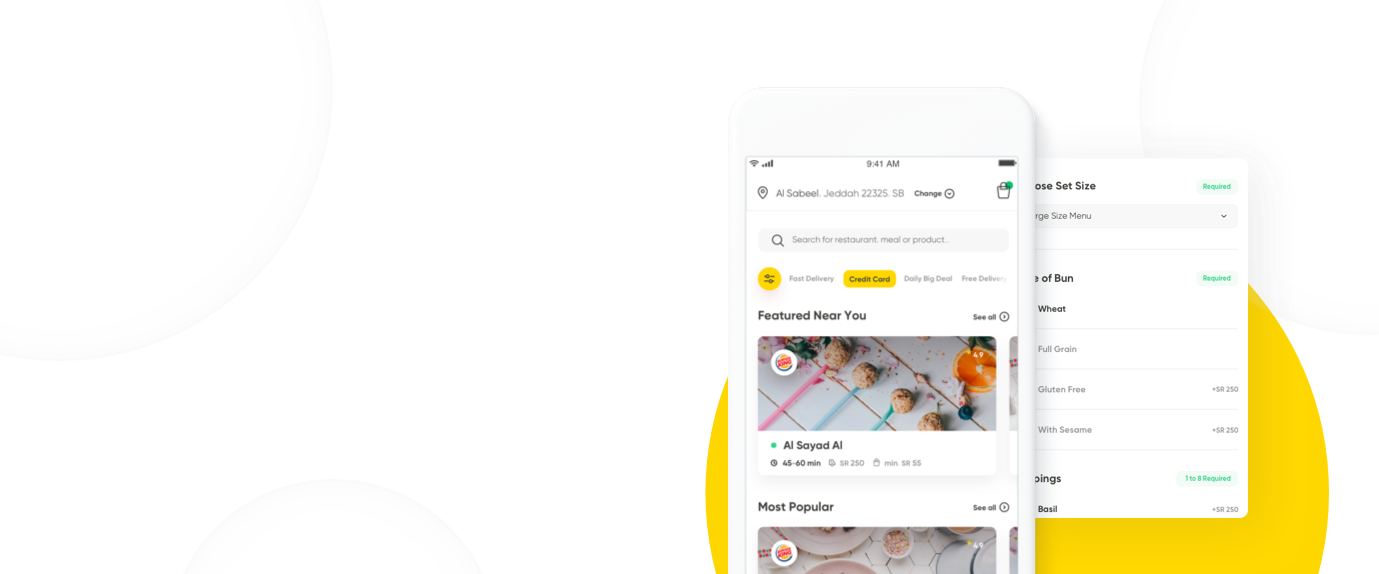 9:41 AM
Al Sabeel. Jeddah 22325. SB
Change
Search for restaurant. meal or product..
Fast Delivery
Credit Card
Daily Big Deal
Free Delivery
Featured Near You
See all
BURGER KING
4.9
Al Sayad Al
45-60 min
SR 250
min. SR 55
Most Popular
See all
BURGER KING
4.9
ose Set Size
Required
rge Size Menu
e of Bun
Required
Wheat
Full Grain
Gluten Free
+SR 250
With Sesame
+SR 250
pings
1 to 8 Required
Basil
+SR 250